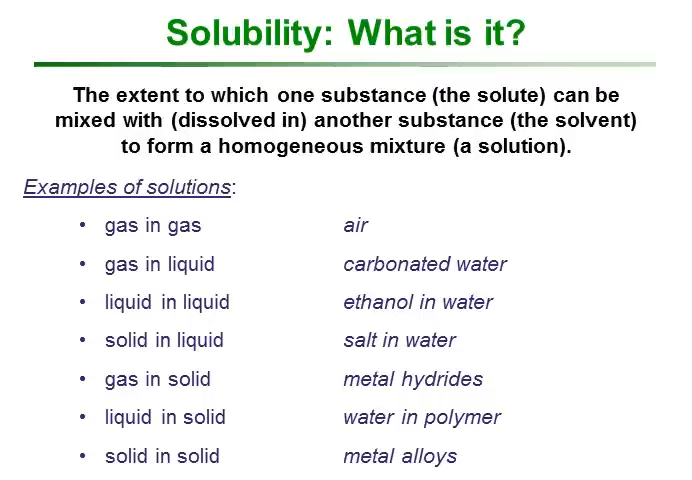 Solubility: What is it?
The extent to which one substance (the solute) can be
mixed with (dissolved in) another substance (the solvent)
to form a homogeneous mixture (a solution).
Examples of solutions:
• gas in gas air
• gas in liquid carbonated water
• liquid in liquid ethanol in water
• solid in liquid salt in water
• gas in solid metal hydrides
• liquid in solid water in polymer
• solid in solid metal alloys